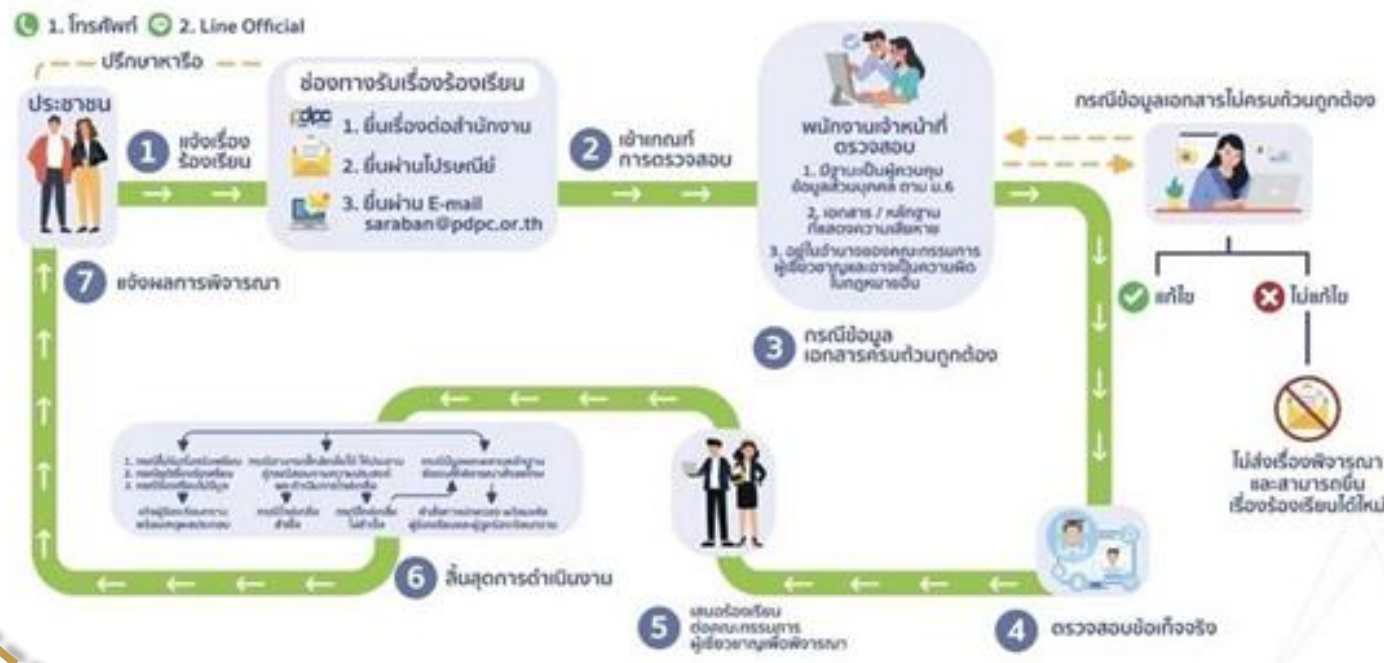 1. โทรศัพท์ 2. Line Official
ปรึกษาหารือ
ประชาชน
1 แจ้งเรื่อง
ร้องเรียน
ช่องทางรับเรื่องร้องเรียน
pdpc 1. ยื่นเรื่องต่อสำนักงาน
2. ยื่นผ่านไปรษณีย์
3. ยื่นผ่าน E-mail
saraban@pdpc.or.th
2 เข้าเกณฑ์
การตรวจสอบ
พนักงานเจ้าหน้าที่
ตรวจสอบ
1. มีฐานะเป็นผู้ควบคุม
ข้อมูลส่วนบุคคล ตาม ม.6
2. เอกสาร / หลักฐาน
ที่แสดงความเสียหาย
3. อยู่ในอำนาจของคณะกรรมการ
ผู้เชี่ยวชาญและอาจเป็นความผิด
ในกฎหมายอื่น
กรณีข้อมูลเอกสารไม่ครบถ้วนถูกต้อง
แก้ไข
ไม่แก้ไข
ไม่ส่งเรื่องพิจารณา
และสามารถยื่น
เรื่องร้องเรียนได้ใหม่
3 กรณีข้อมูล
เอกสารครบถ้วนถูกต้อง
4 ตรวจสอบข้อเท็จจริง
5 เสนอร้องเรียน
ต่อคณะกรรมการ
ผู้เชี่ยวชาญเพื่อพิจารณา
6 สิ้นสุดการดำเนินงาน
7 แจ้งผลการพิจารณา